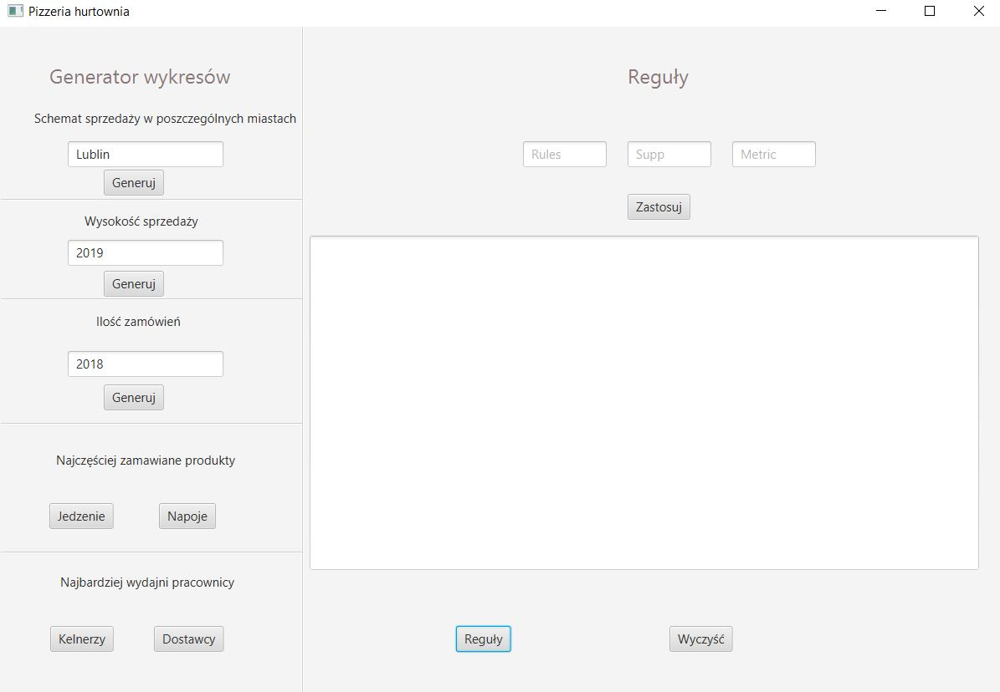 Pizzeria hurtownia
Generator wykresów
Schemat sprzedaży w poszczególnych miastach
Lublin
Generuj
Wysokość sprzedaży
2019
Generuj
Ilość zamówień
2018
Generuj
Najczęściej zamawiane produkty
Jedzenie Napoje
Najbardziej wydajni pracownicy
Kelnerzy Dostawcy
Reguły
Rules Supp Metric
Zastosuj
Reguły Wyczyść